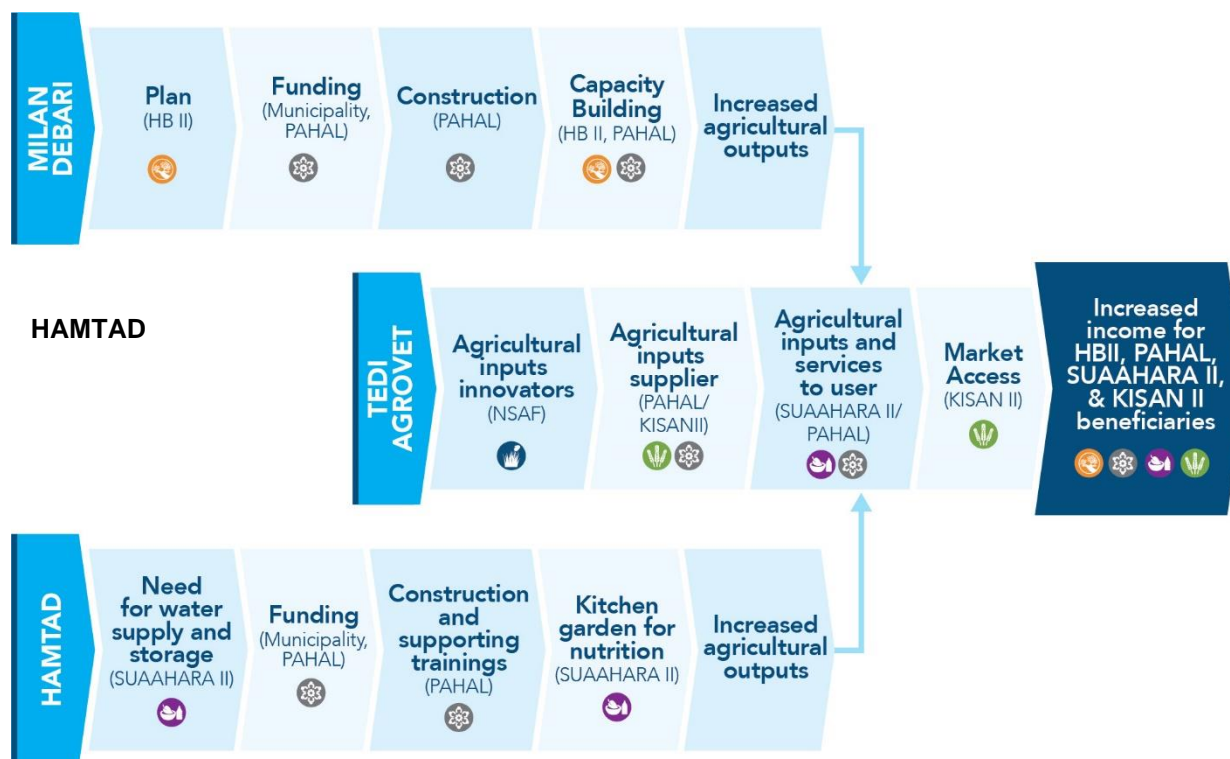 MILAN
DEBARI
Plan
(HB II)
Funding
(Municipality,
PAHAL)
Construction
(PAHAL)
Capacity
Building
(HB II, PAHAL)
Increased
agricultural
outputs
HAMTAD
TEDI
AGROVET
Agricultural
inputs
innovators
(NSAF)
Agricultural
inputs
supplier
(PAHAL/
KISANII)
Agricultural
inputs and
services
to user
(SUAAHARA II/
PAHAL)
Market
Access
(KISAN II)
Increased
income for
HBII, PAHAL,
SUAAHARA II,
& KISAN II
beneficiaries
HAMTAD
Need
for water
supply and
storage
(SUAAHARA II)
Funding
(Municipality,
PAHAL)
Construction
and
supporting
trainings
(PAHAL)
Kitchen
garden for
nutrition
(SUAAHARA II)
Increased
agricultural
outputs